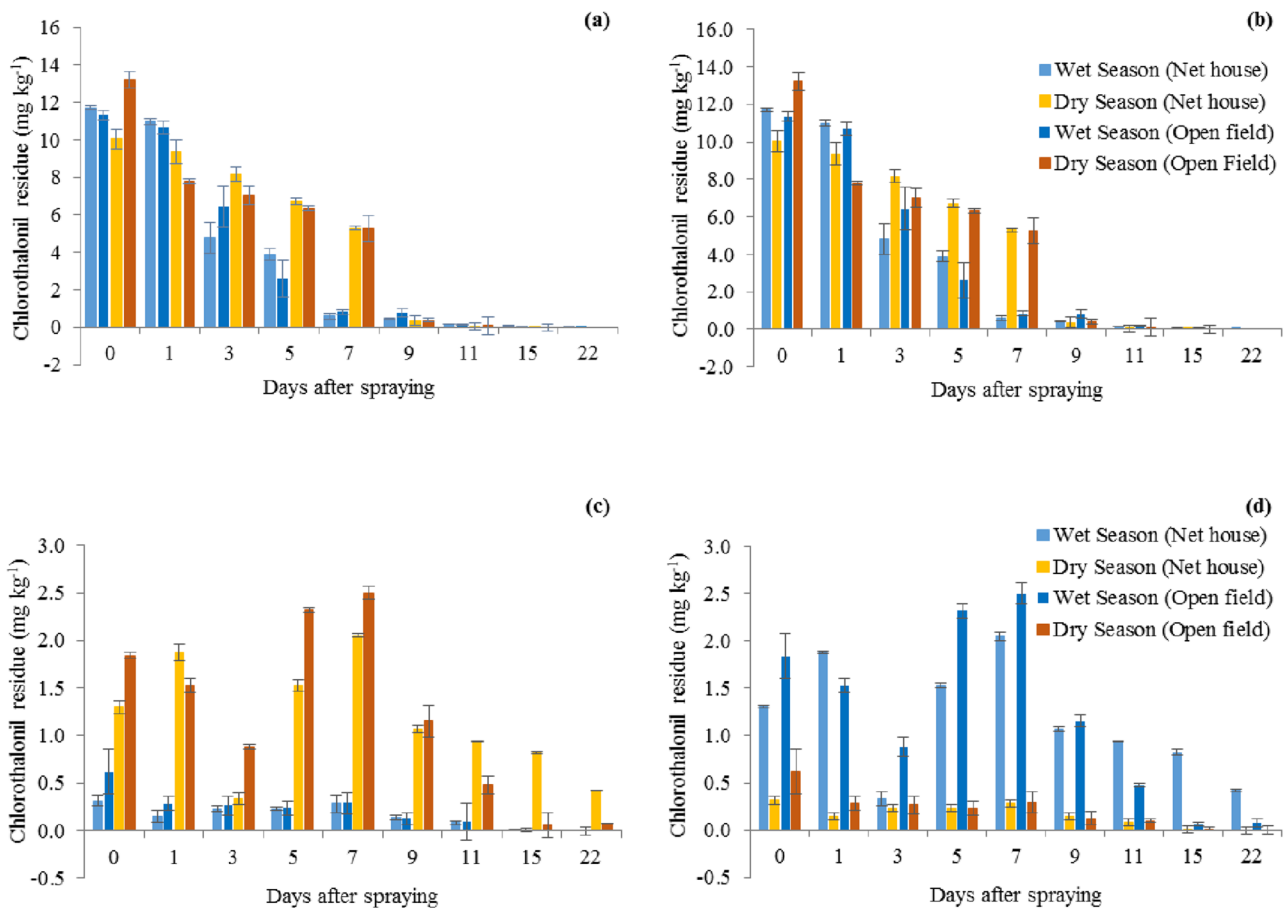 (a)
Chlorothalonil residue (mg kg-1)
16
14
12
10
8
6
4
2
0
-2
0 1 3 5 7 9 11 15 22
Days after spraying
(b)
Chlorothalonil residue (mg kg-1)
16.0
14.0
12.0
10.0
8.0
6.0
4.0
2.0
0.0
-2.0
Wet Season (Net house)
Dry Season (Net house)
Wet Season (Open field)
Dry Season (Open Field)
0 1 3 5 7 9 11 15 22
Days after spraying
(c)
Chlorothalonil residue (mg kg-1)
3.0
2.5
2.0
1.5
1.0
0.5
0.0
-0.5
0 1 3 5 7 9 11 15 22
Days after spraying
(d)
Chlorothalonil residue (mg kg-1)
3.0
2.5
2.0
1.5
1.0
0.5
0.0
-0.5
Wet Season (Net house)
Dry Season (Net house)
Wet Season (Open field)
Dry Season (Open field)
0 1 3 5 7 9 11 15 22
Days after spraying